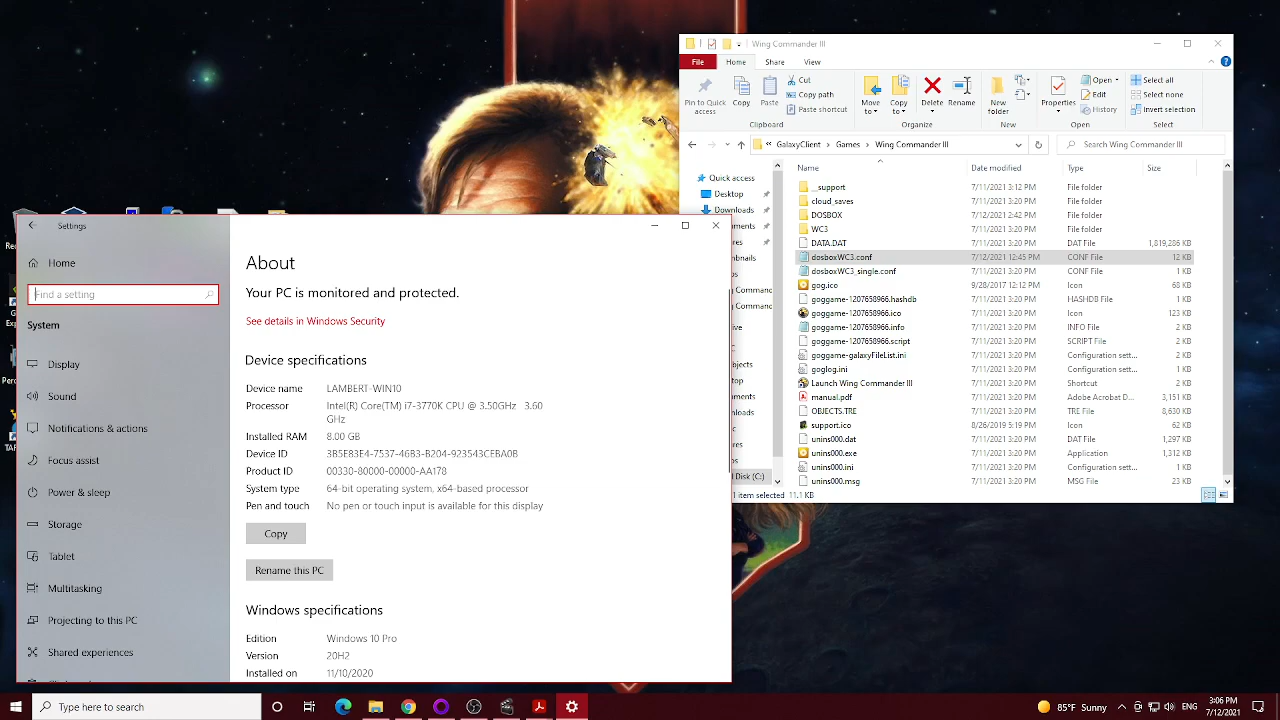 Wing Commander III
File
Home
Share
View
Pin to Quick access
Copy
Paste
Cut
Copy path
Paste shortcut
Clipboard
Move to
Copy to
Delete
Rename
Organize
New folder
New
Properties
Open
Edit
History
Open
Select all
Select none
Invert selection
Select
GalaxyClient
Games
Wing Commander III
Search Wing Commander III
Name
Date modified
Type
Size
Quick access
Desktop
Downloads
Disk (C:)
__support 7/11/2021 3:12 PM File folder
cloud_saves 7/11/2021 3:20 PM File folder
DOSBOX 7/12/2021 2:42 PM File folder
WC3 7/11/2021 3:20 PM File folder
DATA.DAT 7/11/2021 3:20 PM DAT File 1,819,286 KB
dosboxWC3.conf 7/12/2021 12:45 PM CONF File 12 KB
dosboxWC3_single.conf 7/11/2021 3:20 PM CONF File 1 KB
gog.ico 9/28/2017 12:12 PM Icon 68 KB
goggame-1207658966.hashdb 7/11/2021 3:20 PM HASHDB File 1 KB
goggame-1207658966.ico 7/11/2021 3:20 PM Icon 123 KB
goggame-1207658966.info 7/11/2021 3:20 PM INFO File 2 KB
goggame-1207658966.script 7/11/2021 3:20 PM SCRIPT File 2 KB
goggame-galaxyFileList.ini 7/11/2021 3:20 PM Configuration sett... 2 KB
goglog.ini 7/11/2021 3:20 PM Configuration sett... 1 KB
Launch Wing Commander III 7/11/2021 3:20 PM Shortcut 2 KB
manual.pdf 7/11/2021 3:20 PM Adobe Acrobat D... 3,151 KB
OBJECTS.TRE 7/11/2021 3:20 PM TRE File 8,630 KB
support.ico 8/26/2019 5:19 PM Icon 62 KB
unins000.dat 7/11/2021 3:20 PM DAT File 1,297 KB
unins000.exe 7/11/2021 3:20 PM Application 1,312 KB
unins000.ini 7/11/2021 3:20 PM Configuration sett... 1 KB
unins000.msg 7/11/2021 3:20 PM MSG File 23 KB
1 item selected 11.1 KB
Settings
Home
Find a setting
System
Display
Sound
Notifications & actions
Focus assist
Power & sleep
Storage
Tablet
Multitasking
Projecting to this PC
Shared experiences
About
Your PC is monitored and protected.
See details in Windows Security
Device specifications
Device name LAMBERT-WIN10
Processor Intel(R) Core(TM) i7-3770K CPU @ 3.50GHz 3.60
GHz
Installed RAM 8.00 GB
Device ID 3B5E83E4-7537-46B3-B204-923543CEBA0B
Product ID 00330-80000-00000-AA178
System type 64-bit operating system, x64-based processor
Pen and touch No pen or touch input is available for this display
Copy
Rename this PC
Windows specifications
Edition Windows 10 Pro
Version 20H2
Installed on 11/10/2020
Type here to search
85°F Sunny
ENG
3:06 PM
7/12/2021